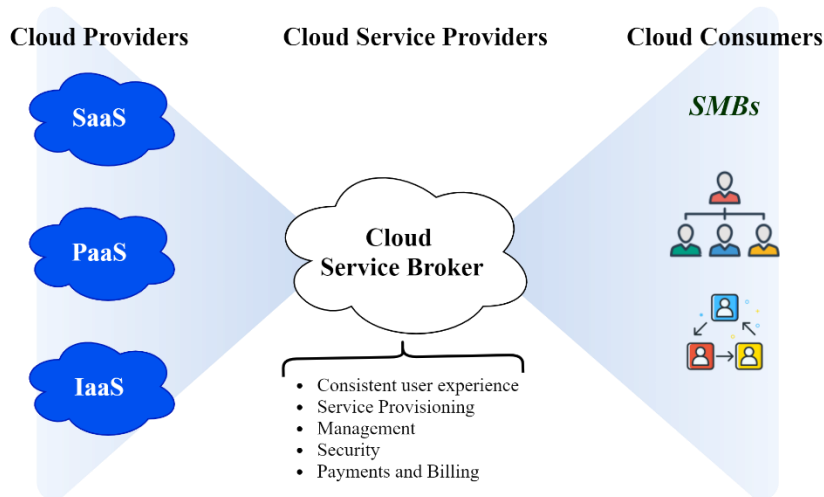 Cloud Providers
Cloud Service Providers
Cloud Consumers
SaaS
PaaS
IaaS
Cloud
Service Broker
• Consistent user experience
• Service Provisioning
• Management
• Security
• Payments and Billing
SMBs